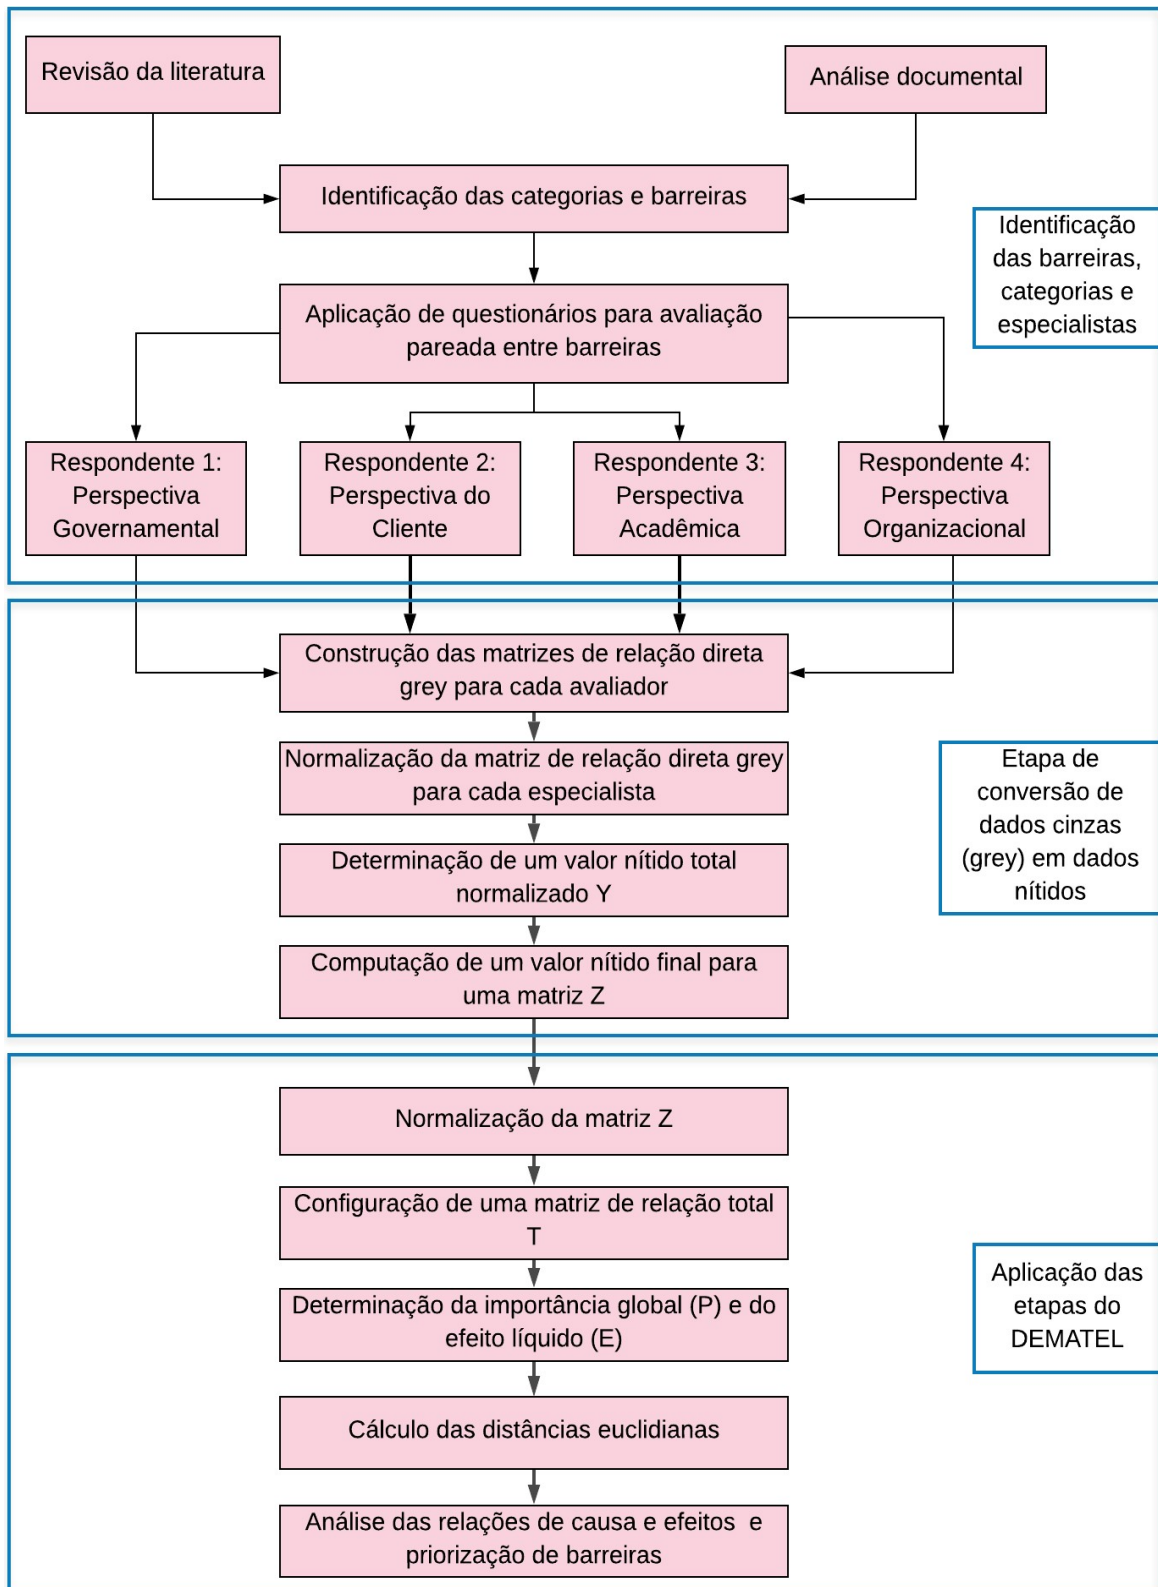 Revisão da literatura
Análise documental
Identificação das categorias e barreiras
Identificação
das barreiras,
categorias e
especialistas
Aplicação de questionários para avaliação
pareada entre barreiras
Respondente 1:
Perspectiva
Governamental
Respondente 2:
Perspectiva do
Cliente
Respondente 3:
Perspectiva
Acadêmica
Respondente 4:
Perspectiva
Organizacional
Construção das matrizes de relação direta
grey para cada avaliador
Normalização da matriz de relação direta grey
para cada especialista
Etapa de
conversão de
dados cinzas
(grey) em dados
nítidos
Determinação de um valor nítido total
normalizado Y
Computação de um valor nítido final para
uma matriz Z
Normalização da matriz Z
Configuração de uma matriz de relação total
T
Determinação da importância global (P) e do
efeito líquido (E)
Aplicação das
etapas do
DEMATEL
Cálculo das distâncias euclidianas
Análise das relações de causa e efeitos  e
priorização de barreiras